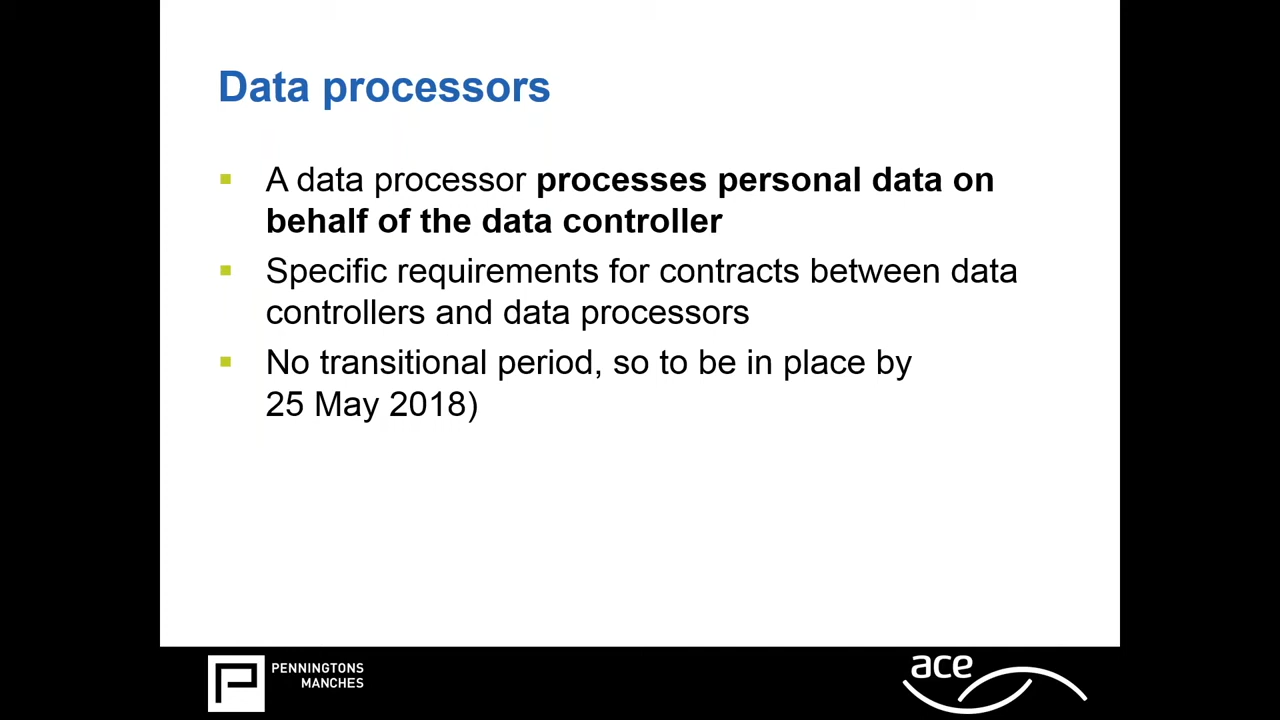 Data processors
A data processor processes personal data on
behalf of the data controller
Specific requirements for contracts between data
controllers and data processors
No transitional period, so to be in place by
25 May 2018)
PENNINGTONS
MANCHES
ace